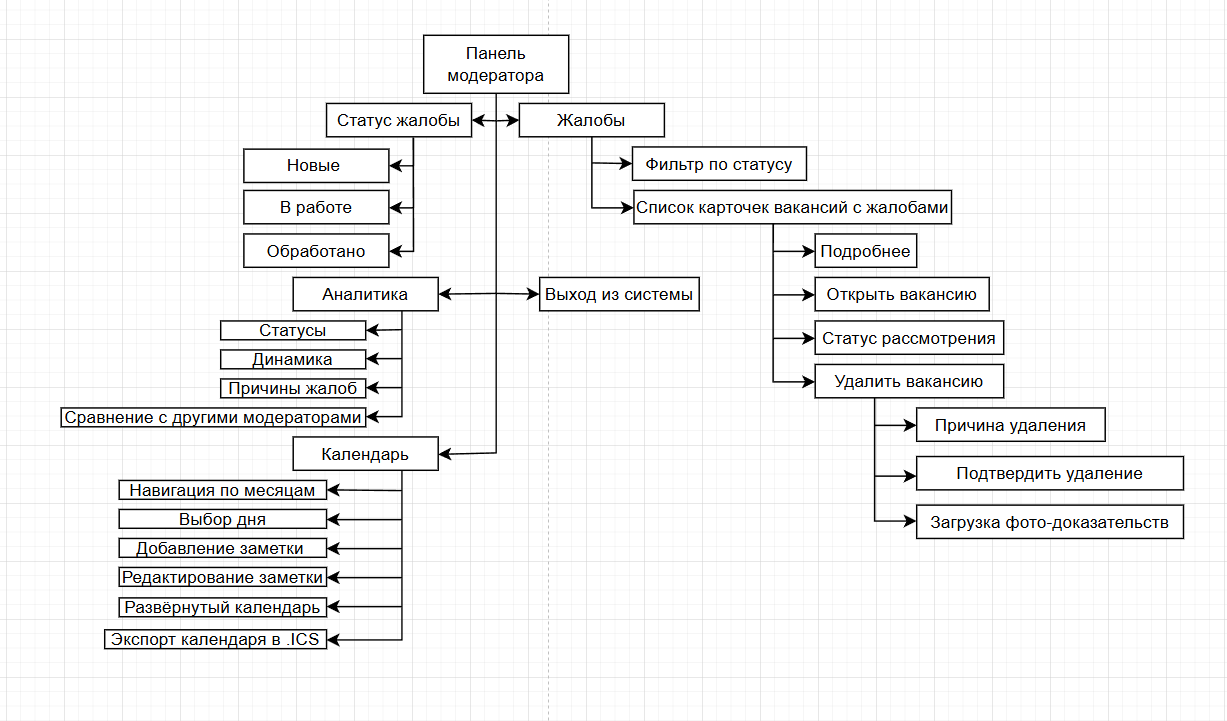 Панель
модератора
Статус жалобы
Жалобы
Новые
Фильтр по статусу
В работе
Список карточек вакансий с жалобами
Обработано
Подробнее
Аналитика
Выход из системы
Открыть вакансию
Статусы
Статус рассмотрения
Динамика
Причины жалоб
Удалить вакансию
Сравнение с другими модераторами
Причина удаления
Календарь
Подтвердить удаление
Навигация по месяцам
Выбор дня
Загрузка фото-доказательств
Добавление заметки
Редактирование заметки
Развёрнутый календарь
Экспорт календаря в .ICS